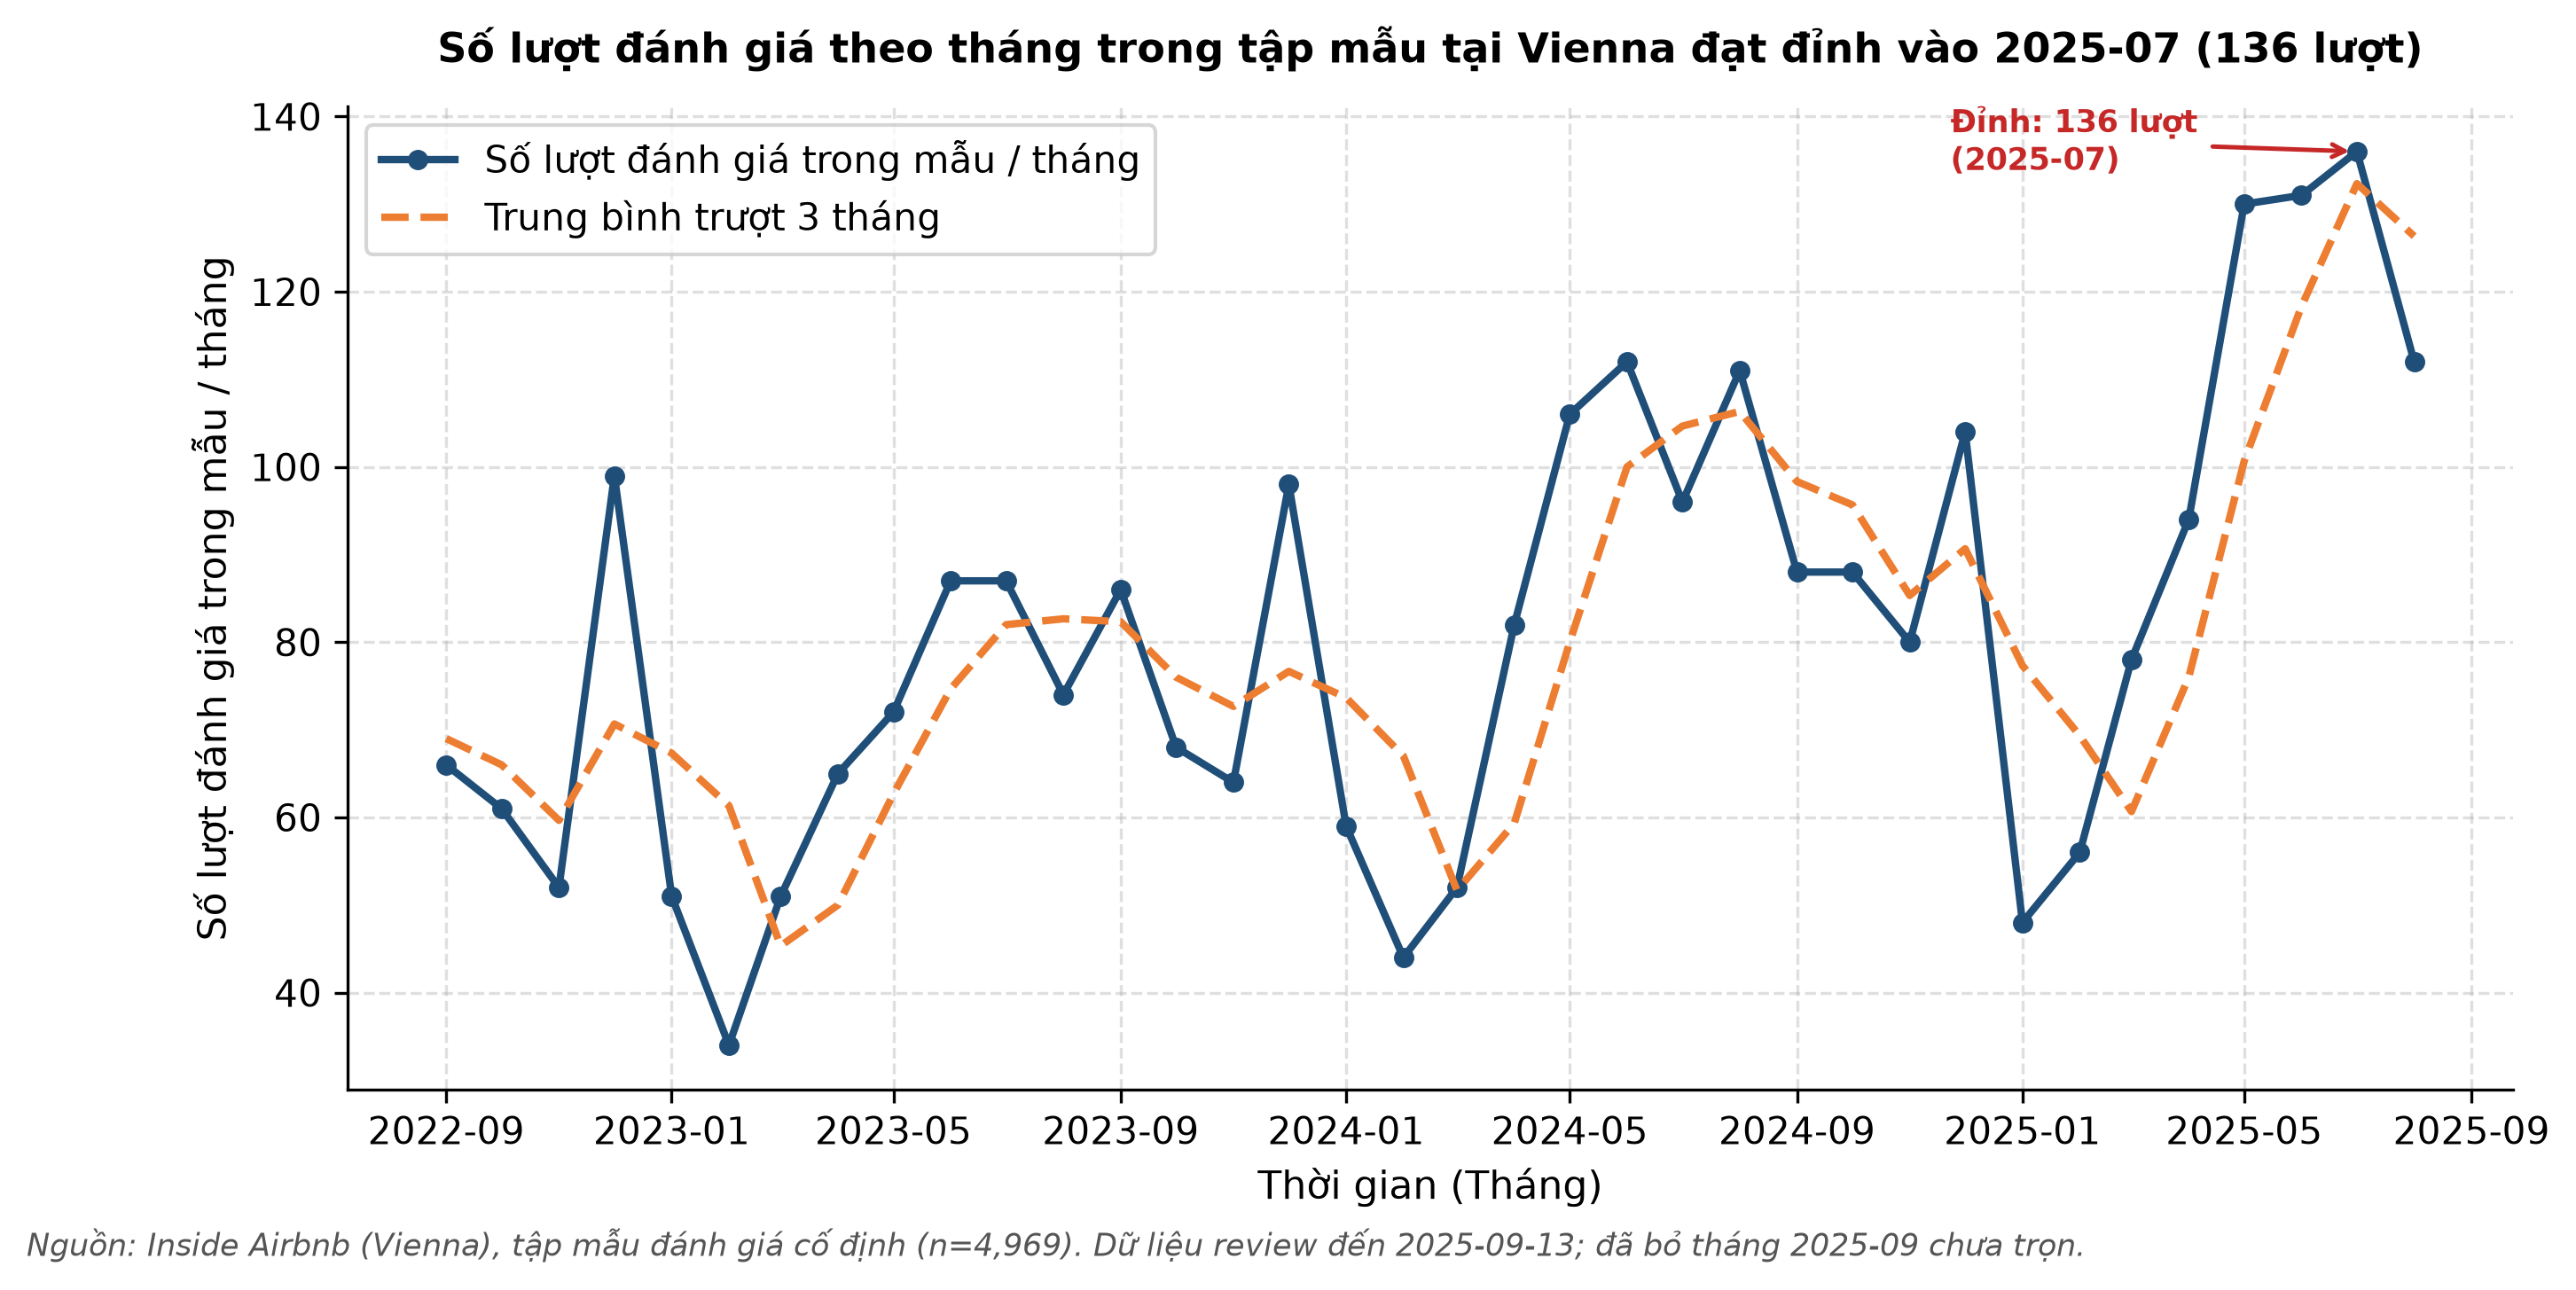 Số lượt đánh giá theo tháng trong tập mẫu tại Vienna đạt đỉnh vào 2025-07 (136 lượt)
Số lượt đánh giá trong mẫu / tháng
140
120
100
80
60
40
Số lượt đánh giá trong mẫu / tháng
Trung bình trượt 3 tháng
Đỉnh: 136 lượt
(2025-07)
2022-09
2023-01
2023-05
2023-09
2024-01
2024-05
2024-09
2025-01
2025-05
2025-09
Thời gian (Tháng)
Nguồn: Inside Airbnb (Vienna), tập mẫu đánh giá cố định (n=4,969). Dữ liệu review đến 2025-09-13; đã bỏ tháng 2025-09 chưa trọn.